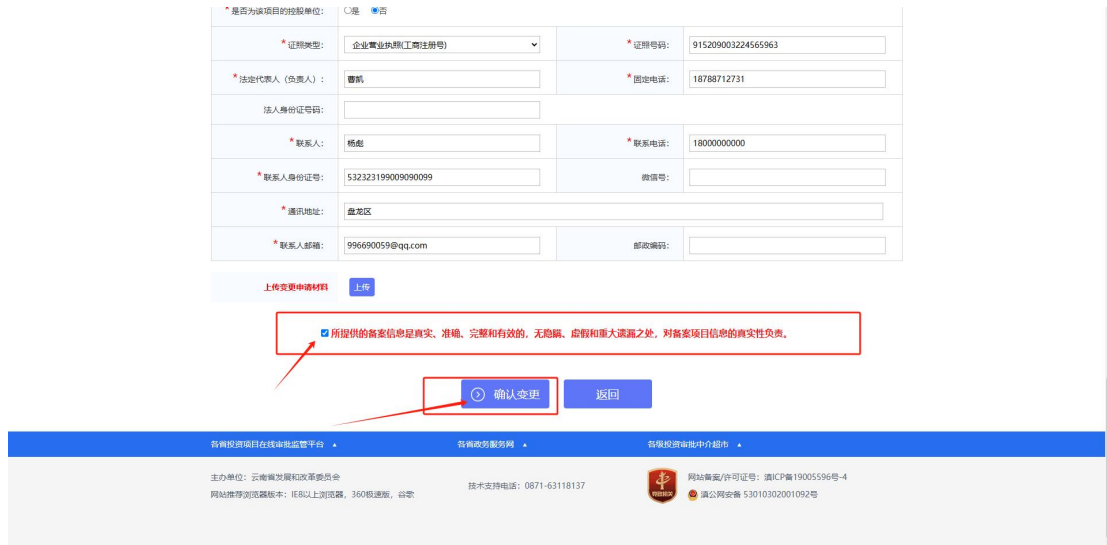 *是否为该项目的控股单位： 是 否
*证照类型： 企业营业执照(工商注册号) *证照号码： 915209003224565963
*法定代表人（负责人）： 曹凯 *固定电话： 18788712731
法人身份证号码：
*联系人： 杨彪 *联系电话： 18000000000
*联系人身份证号： 532323199009090099 微信号：
*通讯地址： 盘龙区
*联系人邮箱： 996690059@qq.com 邮政编码：
上传变更申请材料 上传
所提供的备案信息是真实、准确、完整和有效的，无隐瞒、虚假和重大遗漏之处，对备案项目信息的真实性负责。
确认变更 返回
各省投资项目在线审批监管平台 各省政务服务网 各级投资审批中介超市
主办单位：云南省发展和改革委员会
网站推荐浏览器版本：IE8以上浏览器，360极速版，谷歌
技术支持电话：0871-63118137
网站备案/许可证号：滇ICP备19005596号-4
滇公网安备 53010302001092号